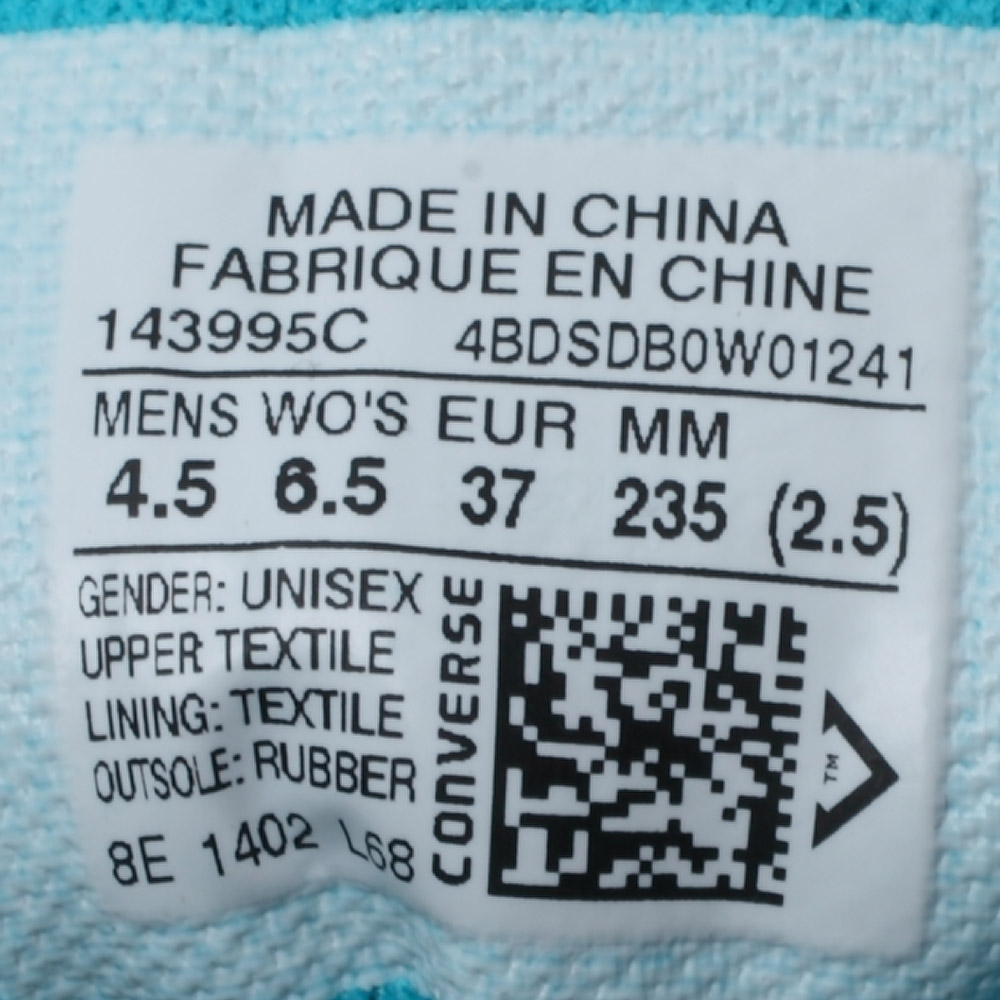 MADE IN CHINA
FABRIQUE EN CHINE
143995C 4BDSDB0W01241
MENS WO'S EUR MM
4.5 6.5 37 235 (2.5)
GENDER: UNISEX
UPPER TEXTILE
LINING: TEXTILE
OUTSOLE: RUBBER
8E 1402 L68
CONVERSE
TM